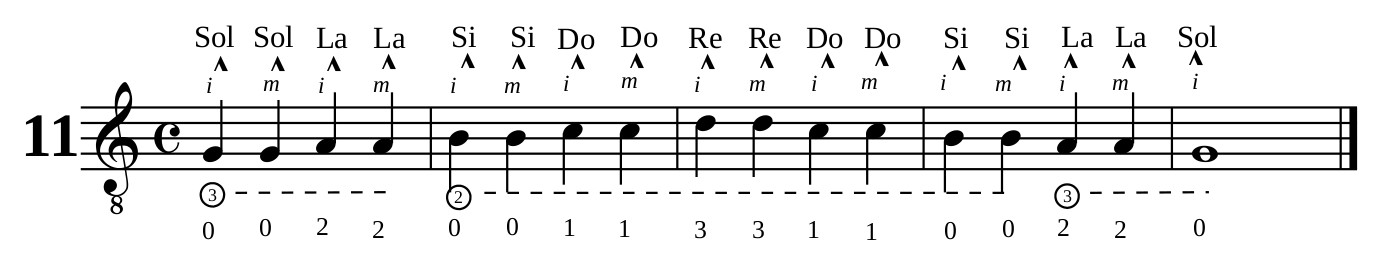 Sol Sol La La Si Si Do Do Re Re Do Do Si Si La La Sol
i m i m i m i m i m i m i m i m i
11
8
3 2 3
0 0 2 2 0 0 1 1 3 3 1 1 0 0 2 2 0